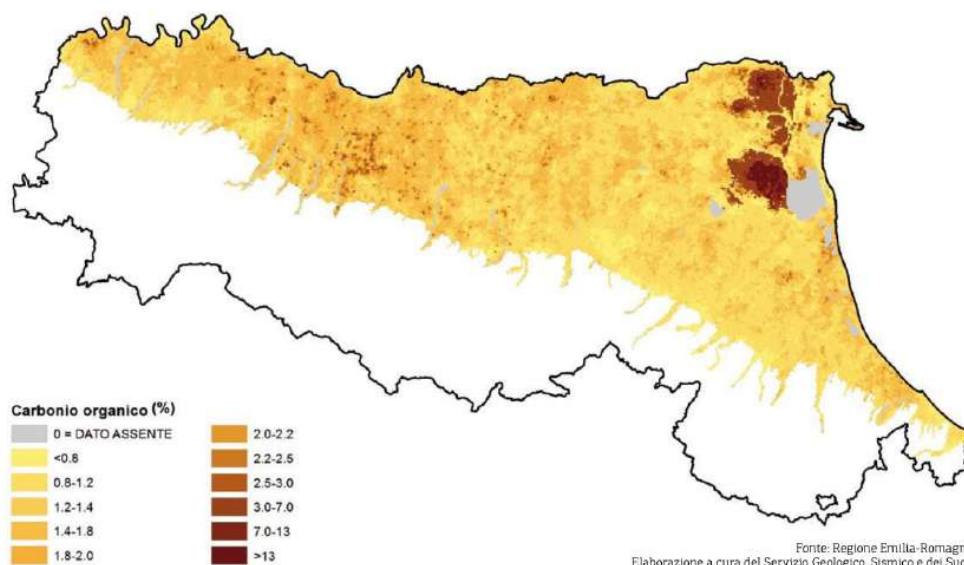 Carbonio organico (%)
0 = DATO ASSENTE
<0.8
0.8-1.2
1.2-1.4
1.4-1.8
1.8-2.0
2.0-2.2
2.2-2.5
2.5-3.0
3.0-7.0
7.0-13
>13
Fonte: Regione Emilia-Romagn
Elaborazione a cura del Servizio Geologico, Sismico e dei Suo